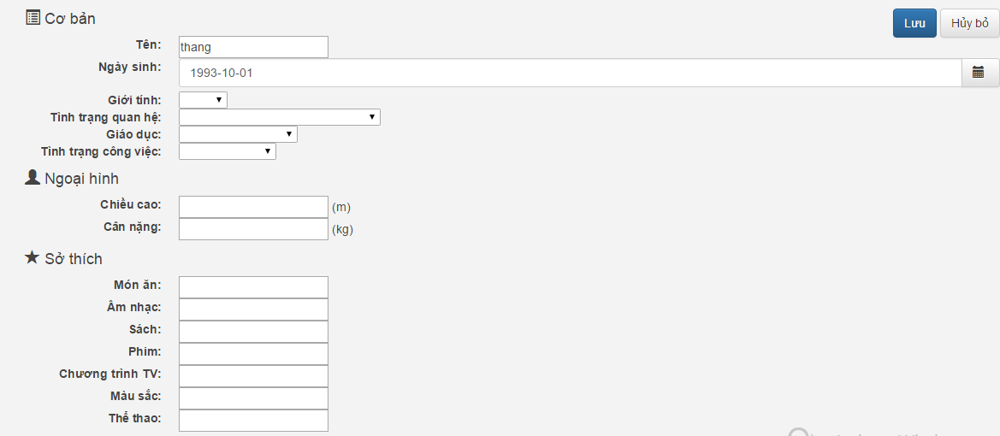 Cơ bản
Lưu Hủy bỏ
Tên: thang
Ngày sinh: 1993-10-01
Giới tính:
Tình trạng quan hệ:
Giáo dục:
Tình trạng công việc:
Ngoại hình
Chiều cao: (m)
Cân nặng: (kg)
Sở thích
Món ăn:
Âm nhạc:
Sách:
Phim:
Chương trình TV:
Màu sắc:
Thể thao: